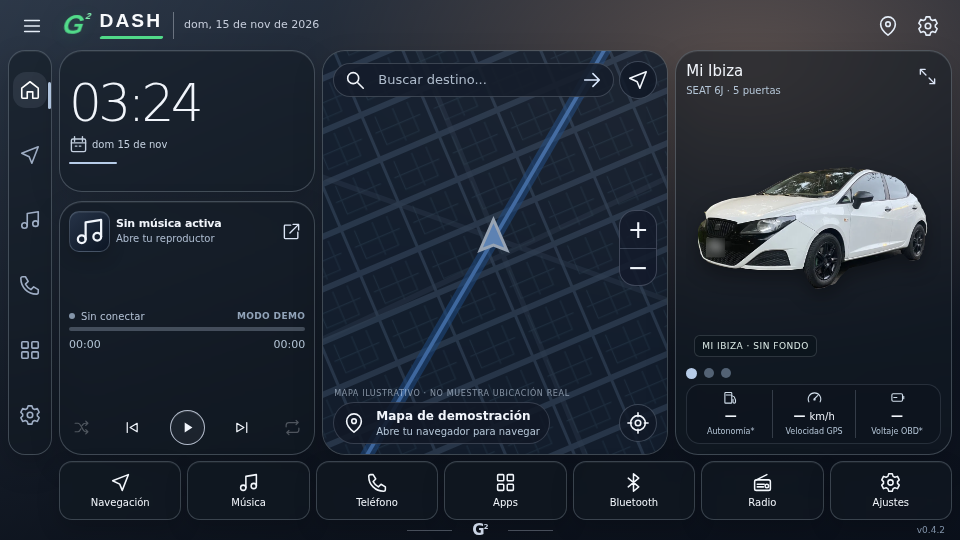 G² DASH
dom, 15 de nov de 2026
03:24
dom 15 de nov
Sin música activa
Abre tu reproductor
Sin conectar
MODO DEMO
00:00
00:00
Buscar destino...
MAPA ILUSTRATIVO · NO MUESTRA UBICACIÓN REAL
Mapa de demostración
Abre tu navegador para navegar
Mi Ibiza
SEAT 6J · 5 puertas
MI IBIZA · SIN FONDO
—
Autonomía*
— km/h
Velocidad GPS
—
Voltaje OBD*
Navegación
Música
Teléfono
Apps
Bluetooth
Radio
Ajustes
G²
v0.4.2